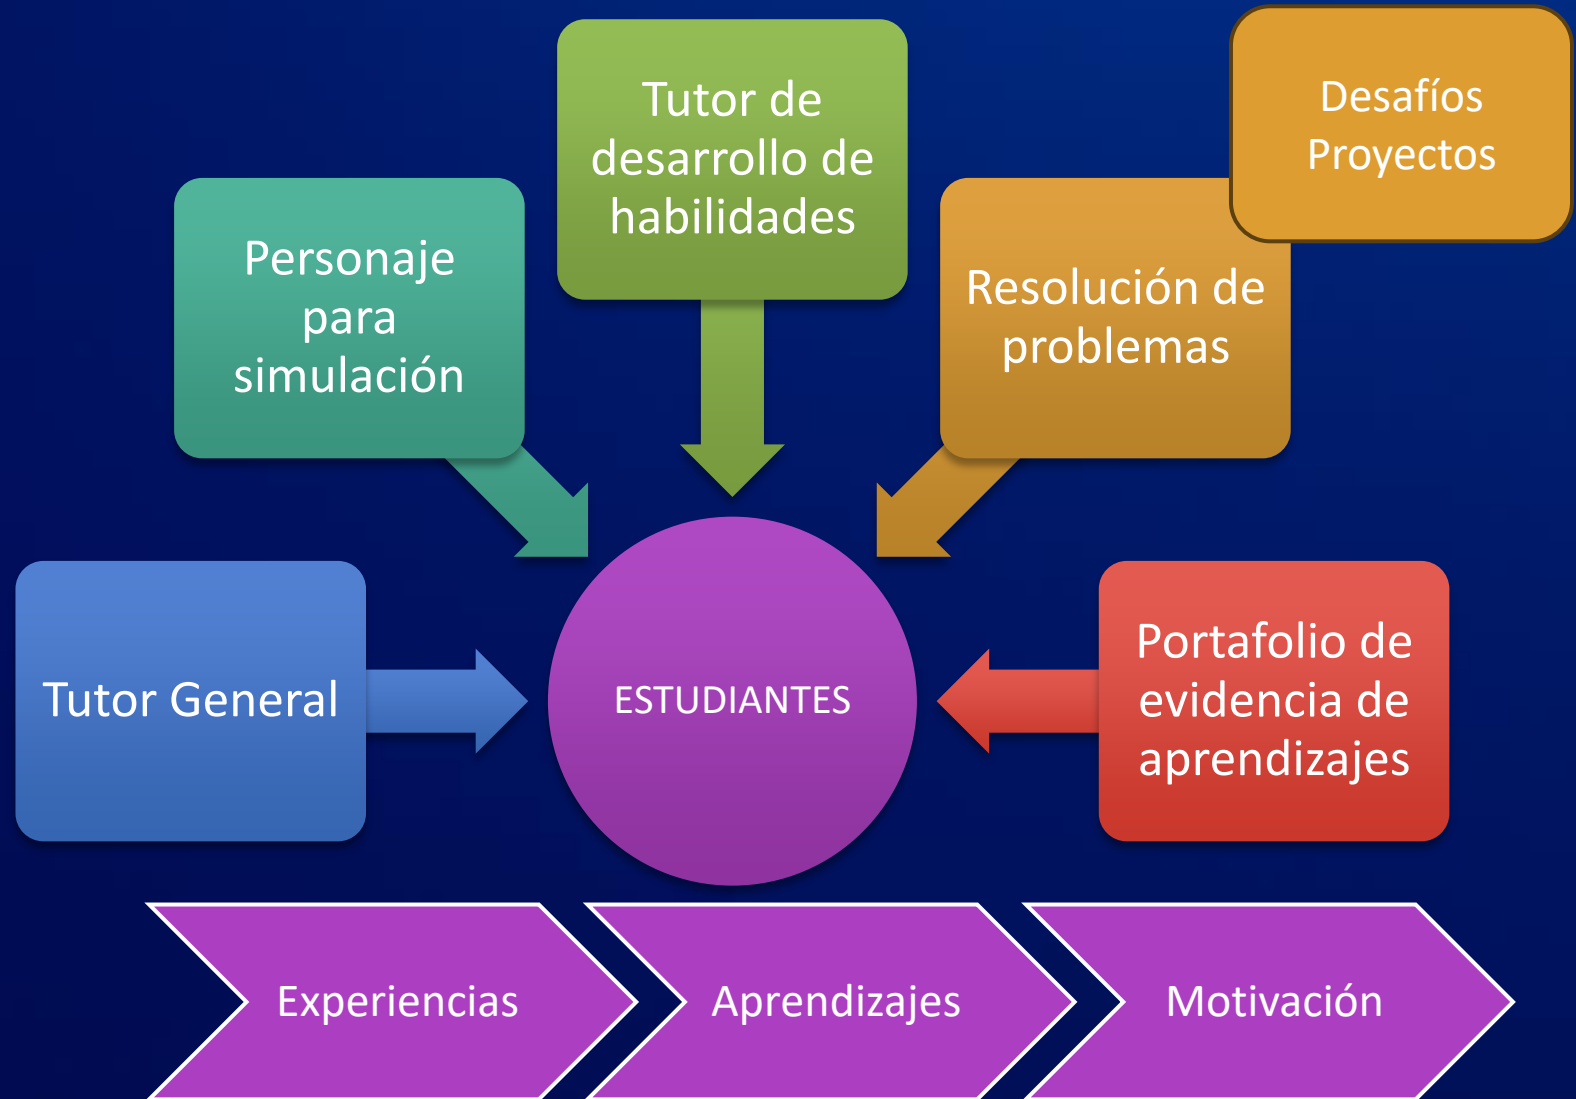 Desafíos
Proyectos
Tutor de
desarrollo de
habilidades
Personaje
para
simulación
Resolución de
problemas
Tutor General
ESTUDIANTES
Portafolio de
evidencia de
aprendizajes
Experiencias
Aprendizajes
Motivación